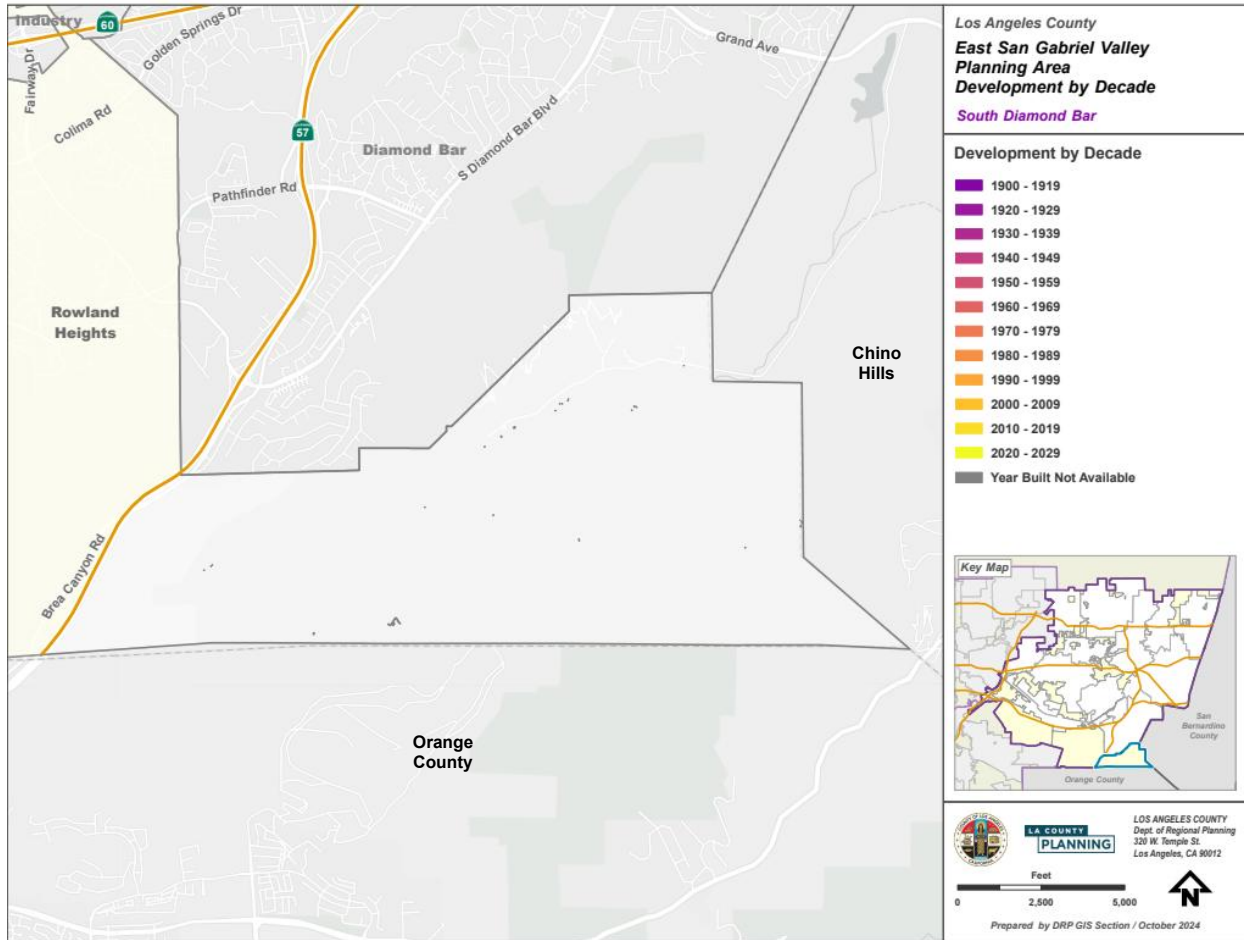 Industry
60
Golden Springs Dr
Fairway Dr
Colima Rd
57
Grand Ave
Diamond Bar
S Diamond Bar Blvd
Pathfinder Rd
Rowland
Heights
Chino
Hills
Brea Canyon Rd
Orange
County
Los Angeles County
East San Gabriel Valley
Planning Area
Development by Decade
South Diamond Bar
Development by Decade
1900 - 1919
1920 - 1929
1930 - 1939
1940 - 1949
1950 - 1959
1960 - 1969
1970 - 1979
1980 - 1989
1990 - 1999
2000 - 2009
2010 - 2019
2020 - 2029
Year Built Not Available
Key Map
San
Bernardino
County
Orange County
LA COUNTY
PLANNING
LOS ANGELES COUNTY
Dept. of Regional Planning
320 W. Temple St.
Los Angeles, CA 90012
Feet
0 2,500 5,000
N
Prepared by DRP GIS Section / October 2024